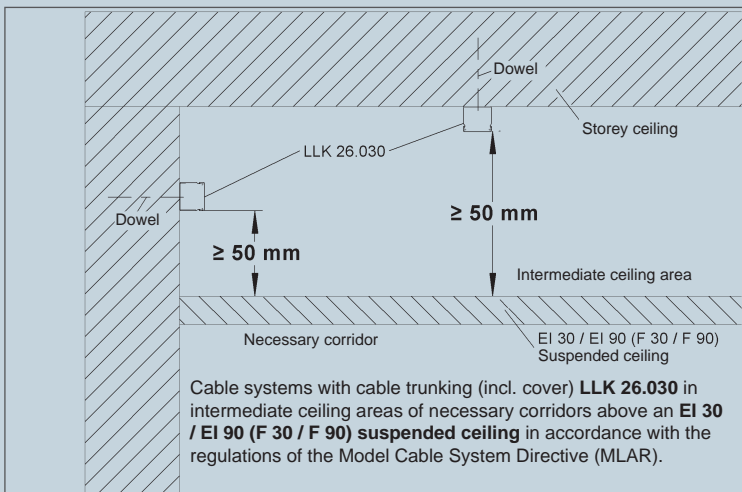 Dowel
Storey ceiling
LLK 26.030
Dowel
≥ 50 mm
≥ 50 mm
Intermediate ceiling area
Necessary corridor
EI 30 / EI 90 (F 30 / F 90)
Suspended ceiling
Cable systems with cable trunking (incl. cover) LLK 26.030 in
intermediate ceiling areas of necessary corridors above an EI 30
/ EI 90 (F 30 / F 90) suspended ceiling in accordance with the
regulations of the Model Cable System Directive (MLAR).